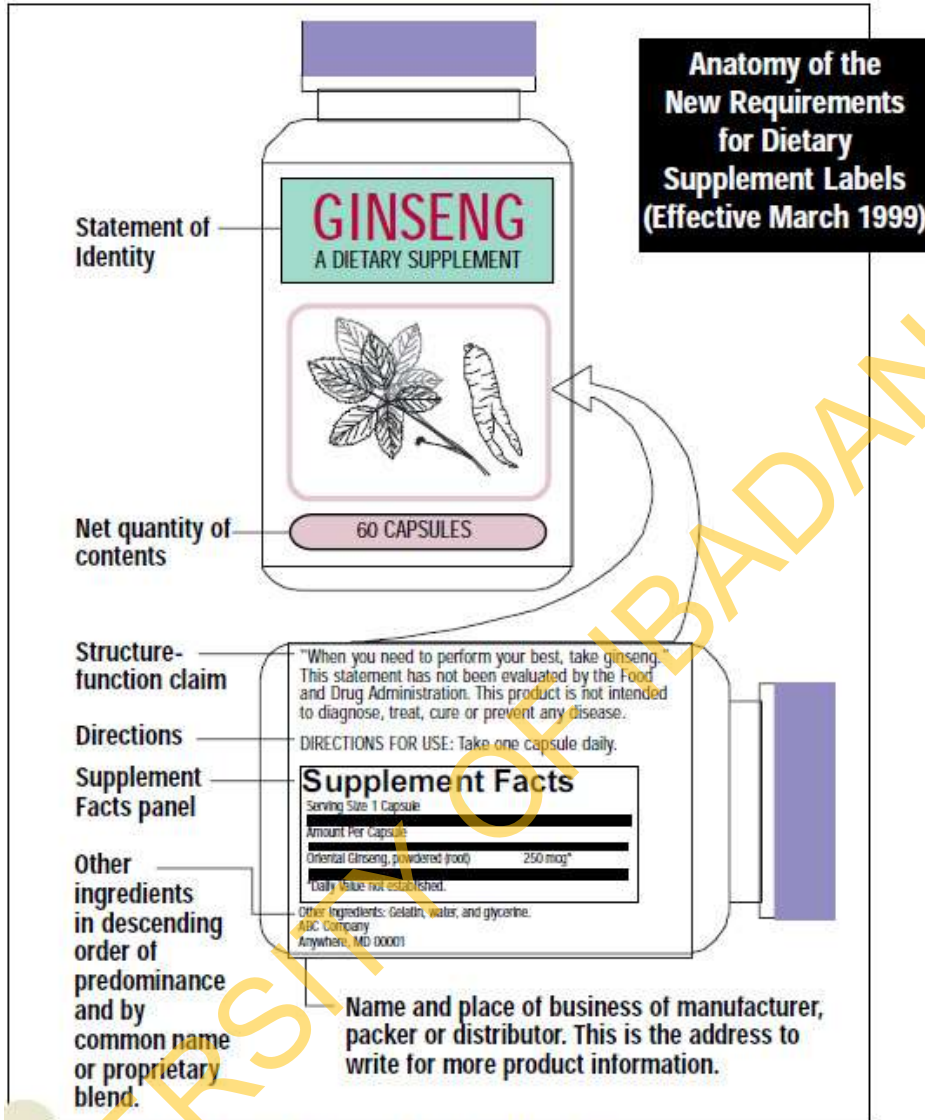 Anatomy of the
New Requirements
for Dietary
Supplement Labels
(Effective March 1999)
Statement of
Identity
GINSENG
A DIETARY SUPPLEMENT
Net quantity of
contents
60 CAPSULES
Structure-
function claim
"When you need to perform your best, take ginseng."
This statement has not been evaluated by the Food
and Drug Administration. This product is not intended
to diagnose, treat, cure or prevent any disease.
Directions
DIRECTIONS FOR USE: Take one capsule daily.
Supplement
Facts panel
Supplement Facts
Serving Size 1 Capsule
Amount Per Capsule
Oriental Ginseng, powdered (root) 250 mcg*
*Daily Value not established.
Other
ingredients
in descending
order of
predominance
and by
common name
or proprietary
blend.
Other ingredients: Gelatin, water, and glycerine.
ABC Company
Anywhere, MD 00001
Name and place of business of manufacturer,
packer or distributor. This is the address to
write for more product information.
ERSITY OF IBADAN